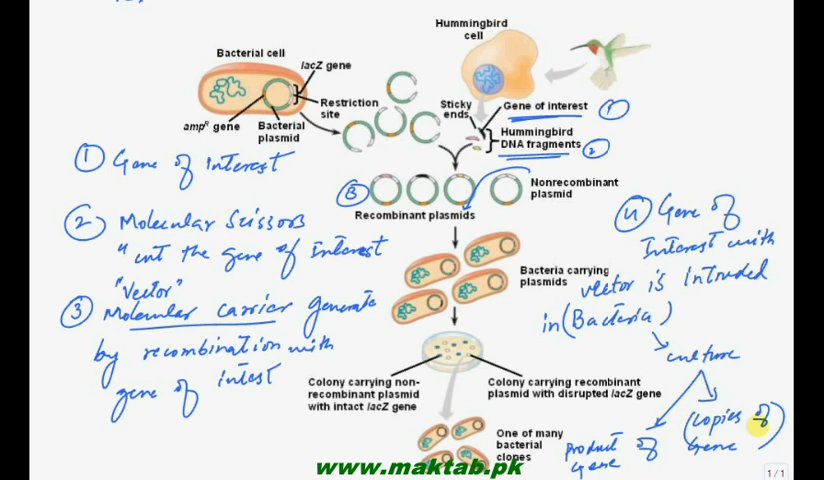 Hummingbird
cell
Bacterial cell
lacZ gene
Restriction
site
ampR gene
Bacterial
plasmid
Sticky
ends
Gene of interest
1
Hummingbird
DNA fragments
2
3
Nonrecombinant
plasmid
Recombinant plasmids
Bacteria carrying
plasmids
Colony carrying non-
recombinant plasmid
with intact lacZ gene
Colony carrying recombinant
plasmid with disrupted lacZ gene
One of many
bacterial
clones
1 Gene of interest
2 Molecular Scissors
"cut the gene of Interest
"Vector"
3 Molecular carrier generate
by recombination with
gene of intest
4 Gene of
Interest with
vector is Intruded
in (Bacteria)
culture
product of
gene
(copies of
gene)
www.maktab.pk
1/1